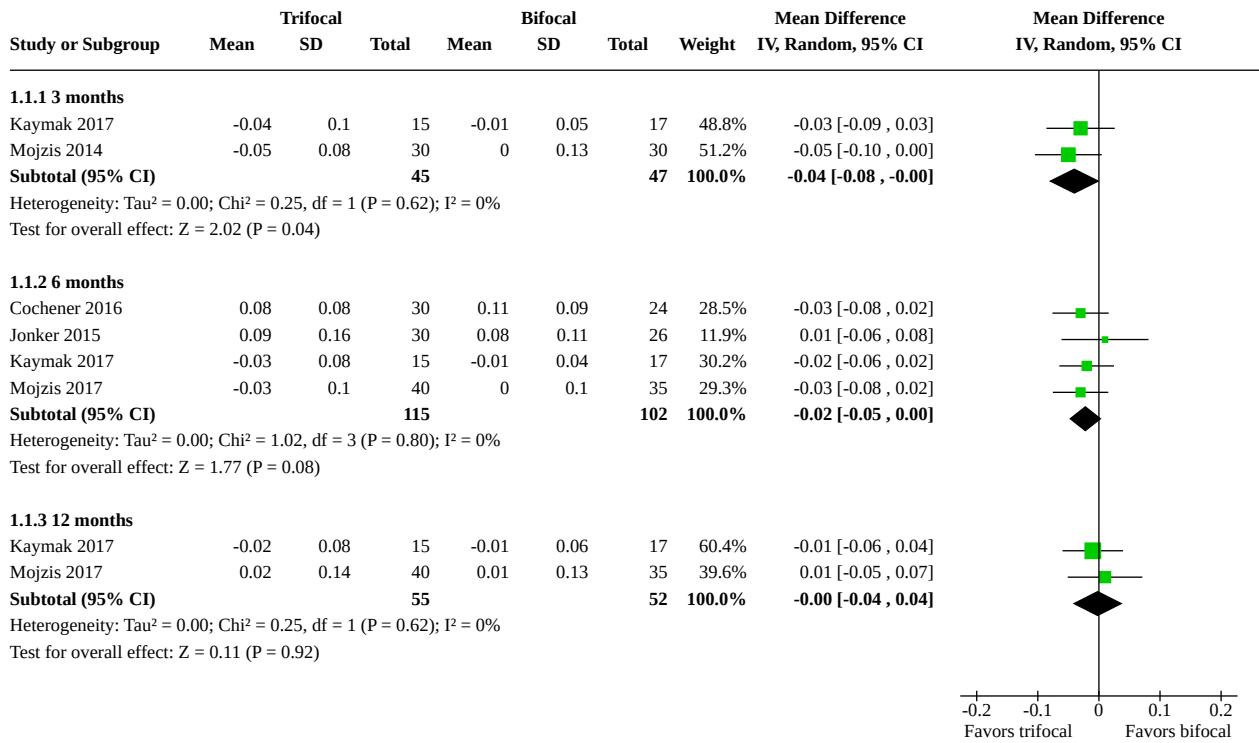 Trifocal Bifocal Mean Difference Mean Difference
Study or Subgroup Mean SD Total Mean SD Total Weight IV, Random, 95% CI IV, Random, 95% CI
1.1.1 3 months
Kaymak 2017 -0.04 0.1 15 -0.01 0.05 17 48.8% -0.03 [-0.09 , 0.03]
Mojzis 2014 -0.05 0.08 30 0 0.13 30 51.2% -0.05 [-0.10 , 0.00]
Subtotal (95% CI) 45 47 100.0% -0.04 [-0.08 , -0.00]
Heterogeneity: Tau² = 0.00; Chi² = 0.25, df = 1 (P = 0.62); I² = 0%
Test for overall effect: Z = 2.02 (P = 0.04)
1.1.2 6 months
Cochener 2016 0.08 0.08 30 0.11 0.09 24 28.5% -0.03 [-0.08 , 0.02]
Jonker 2015 0.09 0.16 30 0.08 0.11 26 11.9% 0.01 [-0.06 , 0.08]
Kaymak 2017 -0.03 0.08 15 -0.01 0.04 17 30.2% -0.02 [-0.06 , 0.02]
Mojzis 2017 -0.03 0.1 40 0 0.1 35 29.3% -0.03 [-0.08 , 0.02]
Subtotal (95% CI) 115 102 100.0% -0.02 [-0.05 , 0.00]
Heterogeneity: Tau² = 0.00; Chi² = 1.02, df = 3 (P = 0.80); I² = 0%
Test for overall effect: Z = 1.77 (P = 0.08)
1.1.3 12 months
Kaymak 2017 -0.02 0.08 15 -0.01 0.06 17 60.4% -0.01 [-0.06 , 0.04]
Mojzis 2017 0.02 0.14 40 0.01 0.13 35 39.6% 0.01 [-0.05 , 0.07]
Subtotal (95% CI) 55 52 100.0% -0.00 [-0.04 , 0.04]
Heterogeneity: Tau² = 0.00; Chi² = 0.25, df = 1 (P = 0.62); I² = 0%
Test for overall effect: Z = 0.11 (P = 0.92)
-0.2 -0.1 0 0.1 0.2
Favors trifocal Favors bifocal